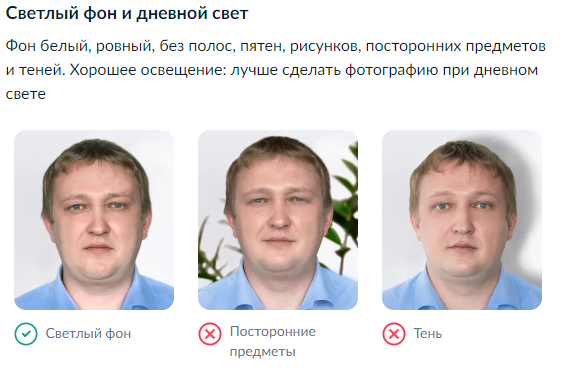 Светлый фон и дневной свет
Фон белый, ровный, без полос, пятен, рисунков, посторонних предметов
и теней. Хорошее освещение: лучше сделать фотографию при дневном
свете
Светлый фон
Посторонние
предметы
Тень